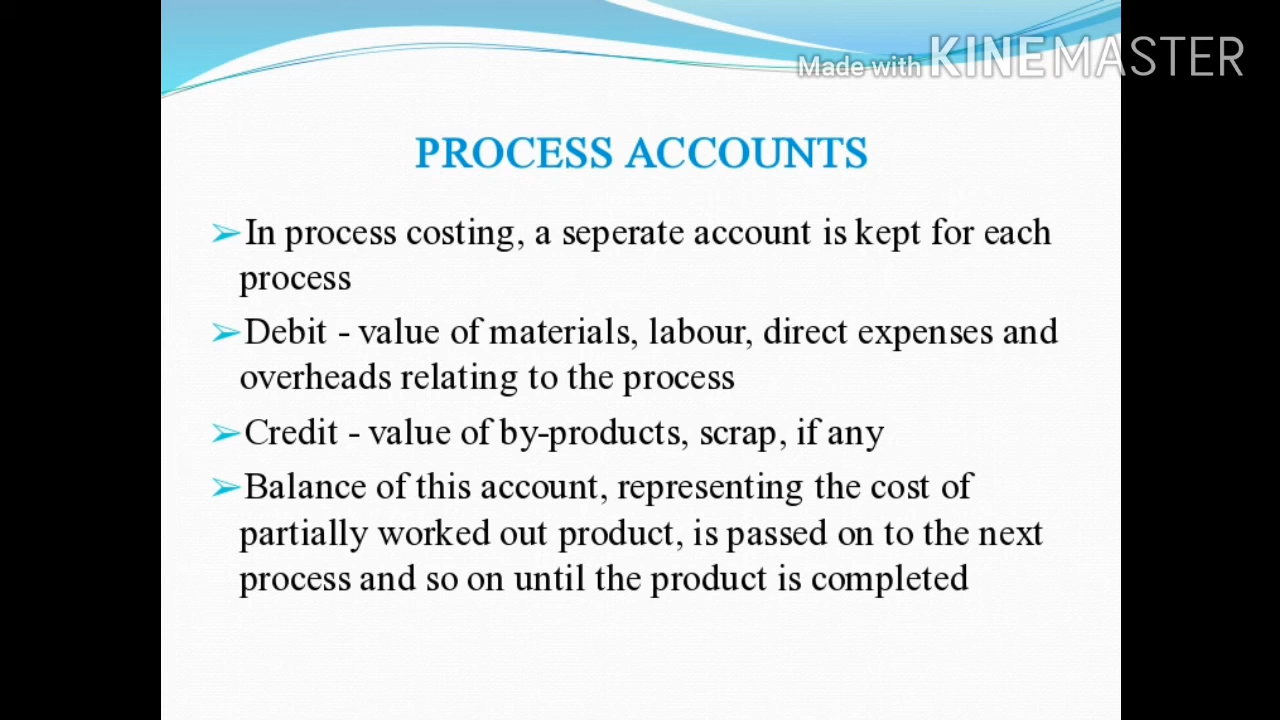 Made with KINEMASTER
PROCESS ACCOUNTS
➢In process costing, a seperate account is kept for each
process
➢Debit - value of materials, labour, direct expenses and
overheads relating to the process
➢Credit - value of by-products, scrap, if any
➢Balance of this account, representing the cost of
partially worked out product, is passed on to the next
process and so on until the product is completed